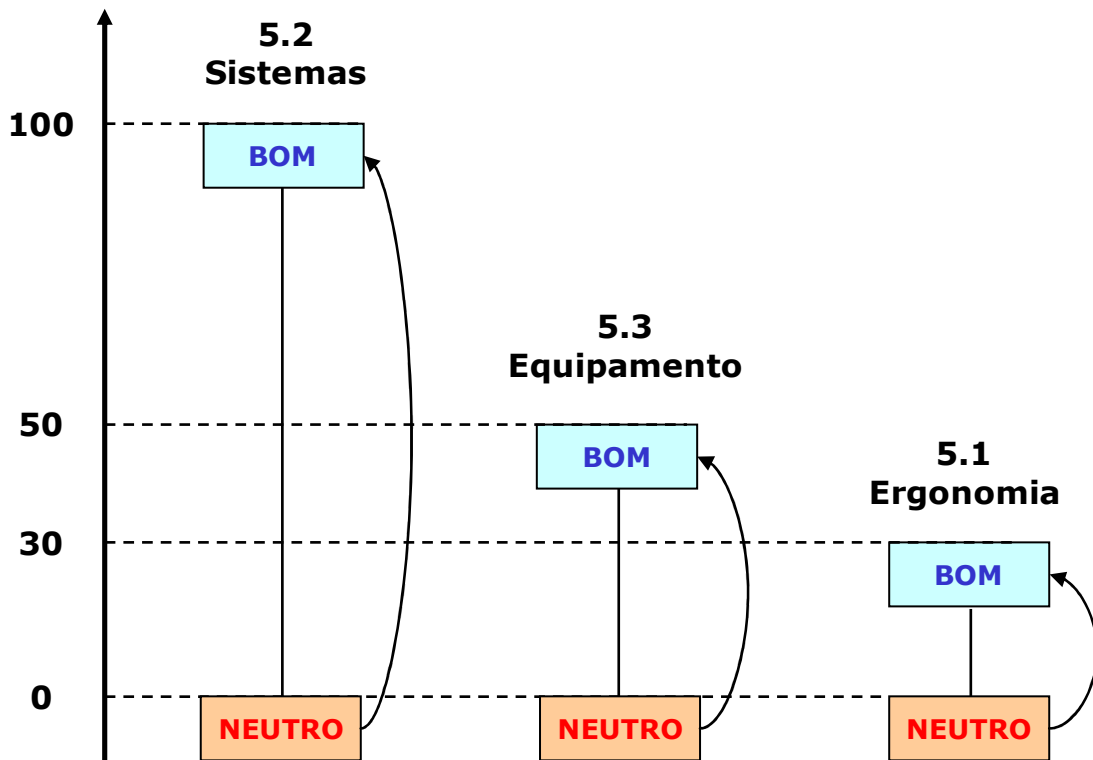 5.2
Sistemas
100
BOM
5.3
Equipamento
50
BOM
5.1
Ergonomia
30
BOM
0
NEUTRO
NEUTRO
NEUTRO